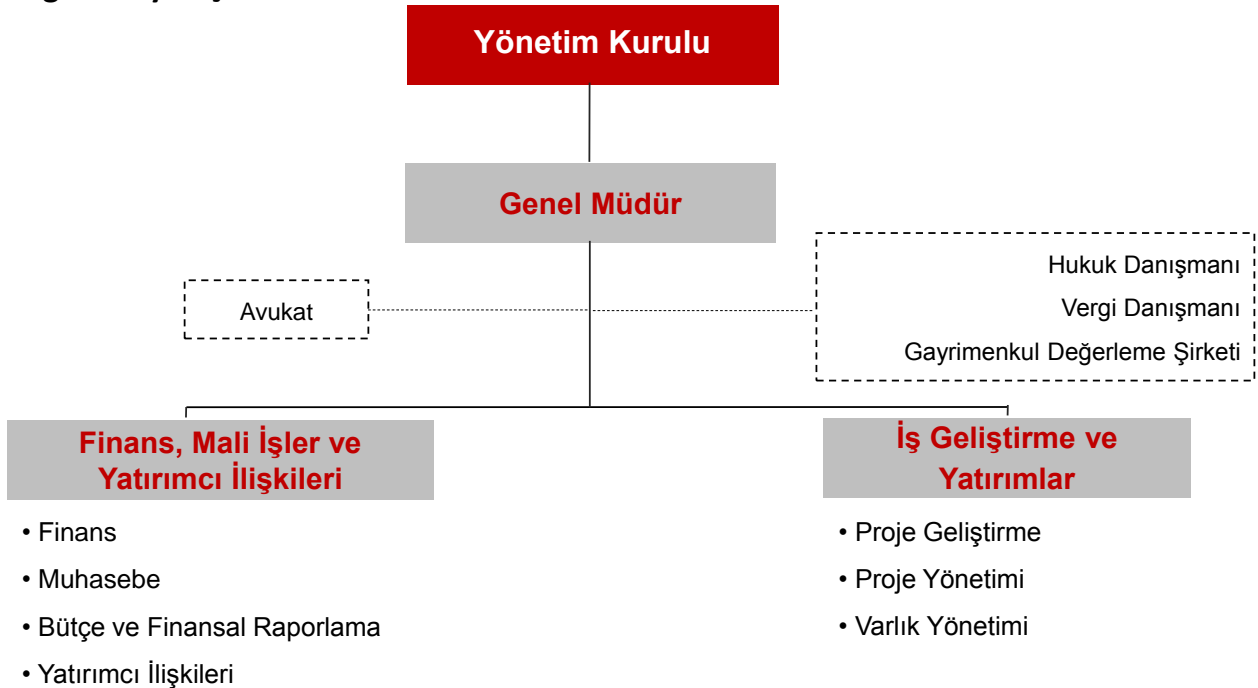 Yönetim Kurulu
Genel Müdür
Avukat
Hukuk Danışmanı
Vergi Danışmanı
Gayrimenkul Değerleme Şirketi
Finans, Mali İşler ve
Yatırımcı İlişkileri
• Finans
• Muhasebe
• Bütçe ve Finansal Raporlama
• Yatırımcı İlişkileri
İş Geliştirme ve
Yatırımlar
• Proje Geliştirme
• Proje Yönetimi
• Varlık Yönetimi